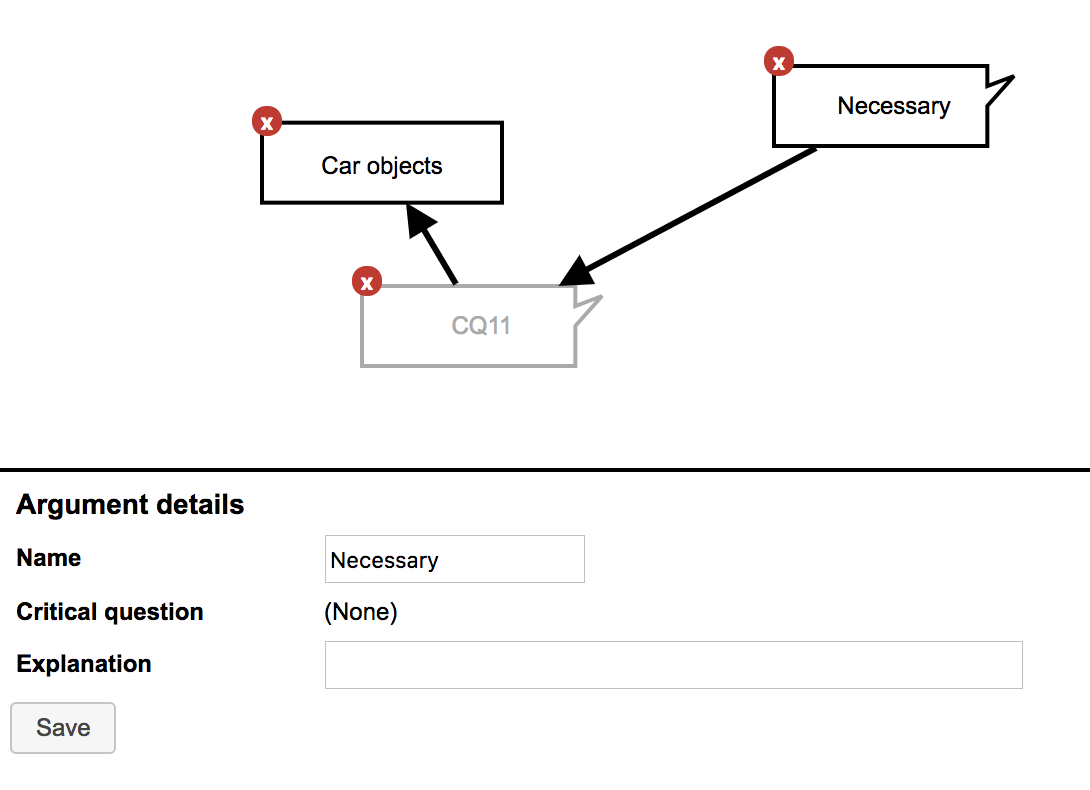 x
Necessary
x
Car objects
x
CQ11
Argument details
Name
Necessary
Critical question
(None)
Explanation
Save